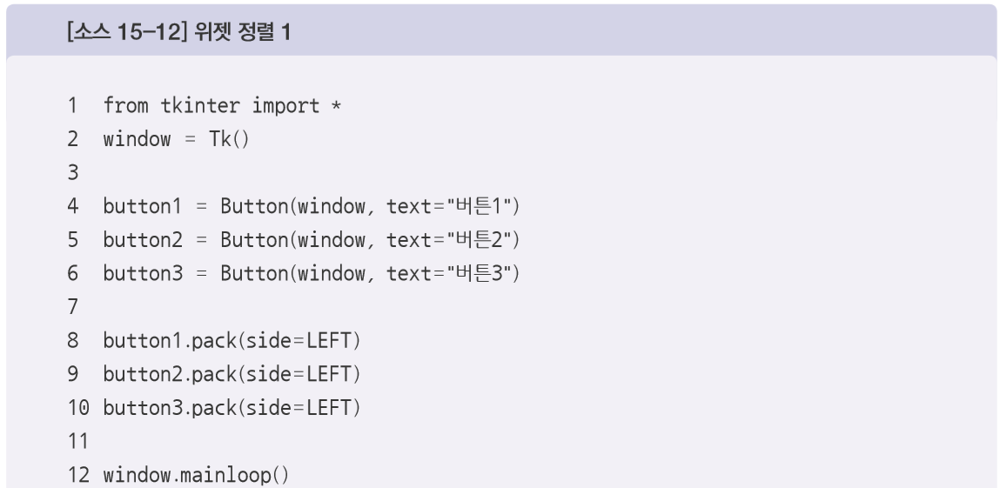 [소스 15–12] 위젯 정렬 1
1 from tkinter import *
2 window = Tk()
3
4 button1 = Button(window, text="버튼1")
5 button2 = Button(window, text="버튼2")
6 button3 = Button(window, text="버튼3")
7
8 button1.pack(side=LEFT)
9 button2.pack(side=LEFT)
10 button3.pack(side=LEFT)
11
12 window.mainloop()